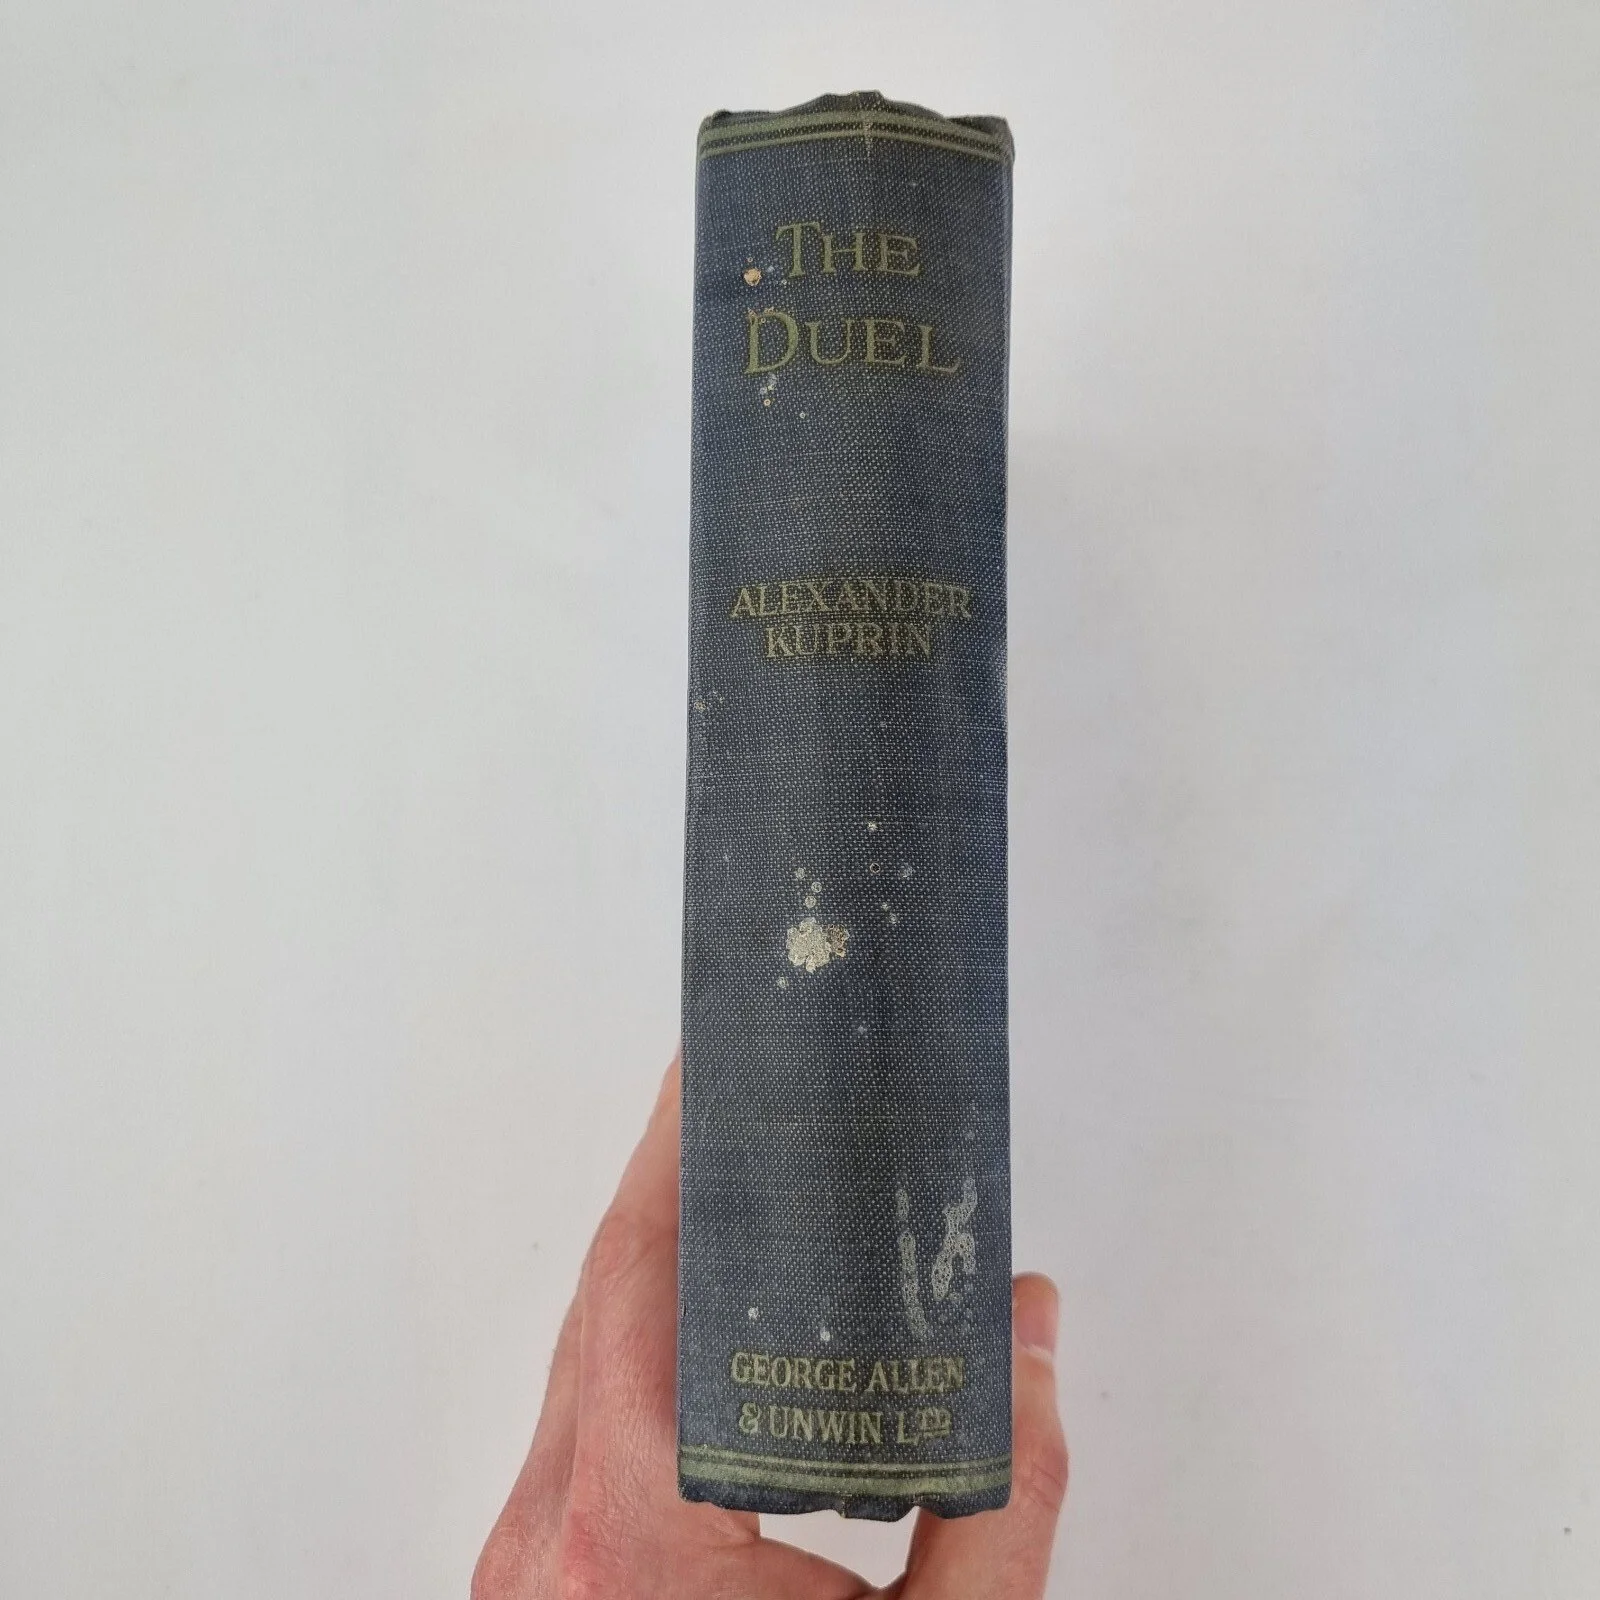 THE
DUEL
ALEXANDER
KUPRIN
GEORGE ALLEN
& UNWIN LTD